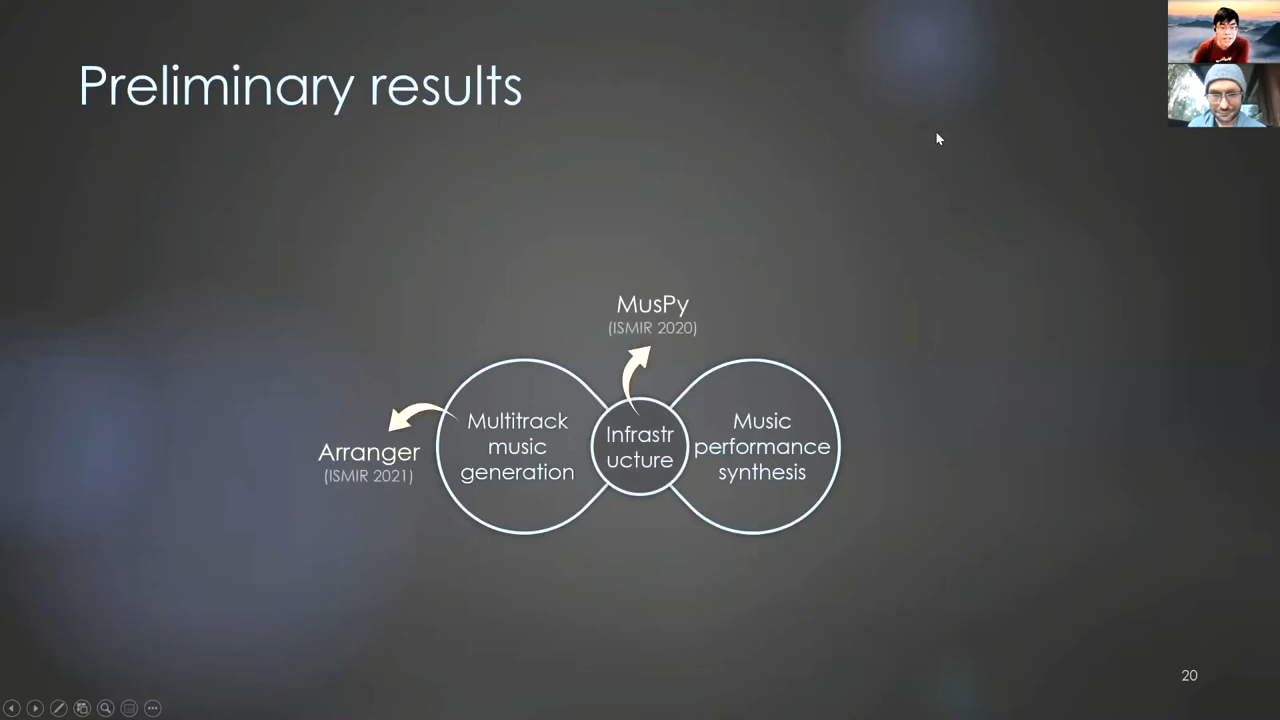 Preliminary results
MusPy
(ISMIR 2020)
Multitrack
music
generation
Infrastr
ucture
Music
performance
synthesis
Arranger
(ISMIR 2021)
20